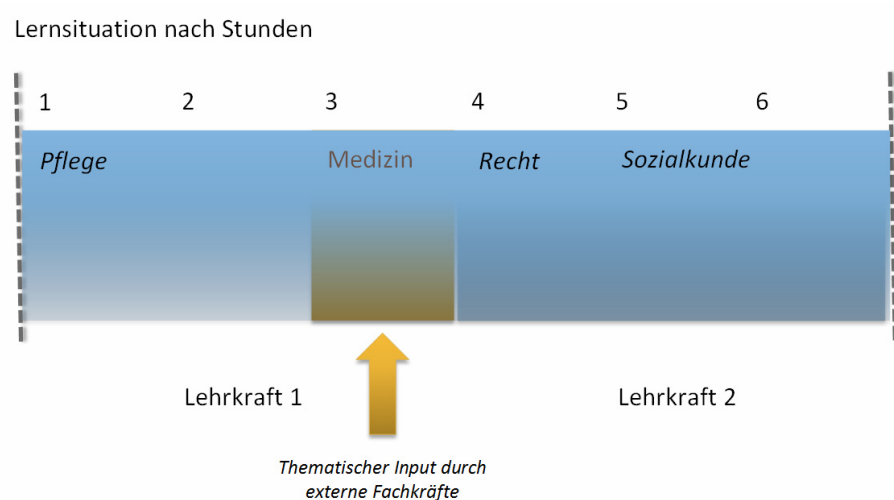 Lernsituation nach Stunden
1 2 3 4 5 6
Pflege Medizin Recht Sozialkunde
Lehrkraft 1 Lehrkraft 2
Thematischer Input durch
externe Fachkräfte